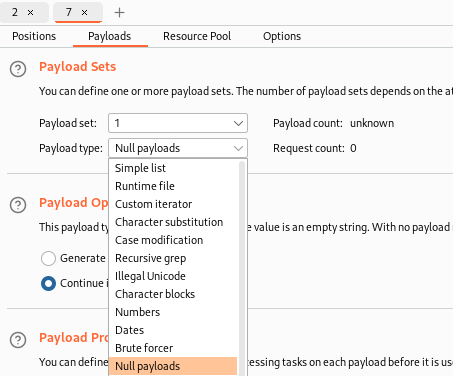 2 × 7 × +
Positions Payloads Resource Pool Options
? Payload Sets
You can define one or more payload sets. The number of payload sets depends on the
Payload set: 1 Payload count: unknown
Payload type: Null payloads Request count: 0
Simple list
Runtime file
Custom iterator
? Payload Op
Character substitution
This payload ty e value is an empty string. With no payload
Case modification
Generate
Recursive grep
Illegal Unicode
Continue i
Character blocks
Numbers
Dates
? Payload Pro
Brute forcer
You can define essing tasks on each payload before it is us
Null payloads